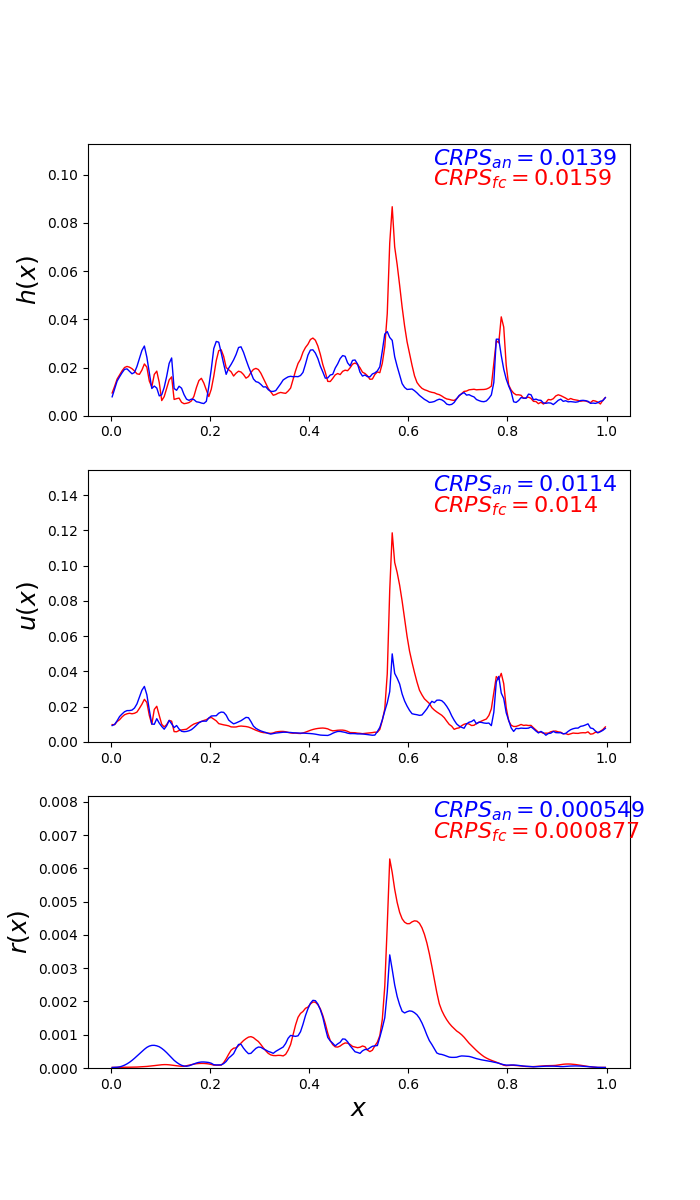 CRPS_an = 0.0139
CRPS_fc = 0.0159
0.10
0.08
0.06
0.04
0.02
0.00
h(x)
0.0 0.2 0.4 0.6 0.8 1.0
CRPS_an = 0.0114
CRPS_fc = 0.014
0.14
0.12
0.10
0.08
0.06
0.04
0.02
0.00
u(x)
0.0 0.2 0.4 0.6 0.8 1.0
CRPS_an = 0.000549
CRPS_fc = 0.000877
0.008
0.007
0.006
0.005
0.004
0.003
0.002
0.001
0.000
r(x)
0.0 0.2 0.4 0.6 0.8 1.0
x